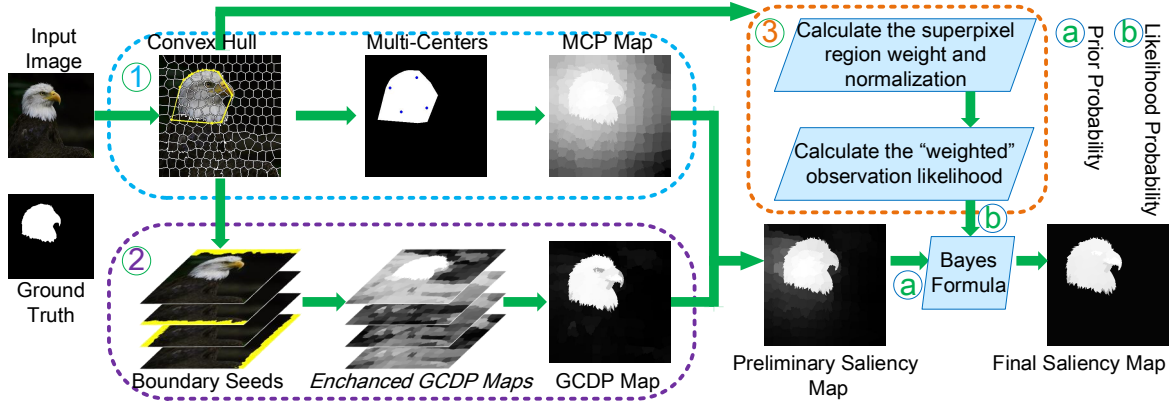 Input
Image
1
Convex Hull
Multi-Centers
MCP Map
3
Calculate the superpixel
region weight and
normalization
Calculate the “weighted”
observation likelihood
a
Prior Probability
b
Likelihood Probability
Ground
Truth
2
Boundary Seeds
Enchanced GCDP Maps
GCDP Map
Preliminary Saliency
Map
a
b
Bayes
Formula
Final Saliency Map